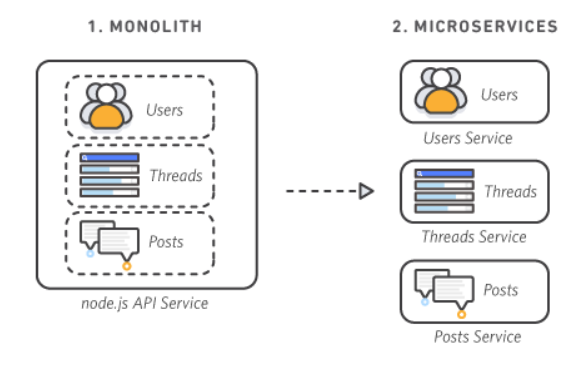 1. MONOLITH
Users
Threads
Posts
node.js API Service
2. MICROSERVICES
Users
Users Service
Threads
Threads Service
Posts
Posts Service